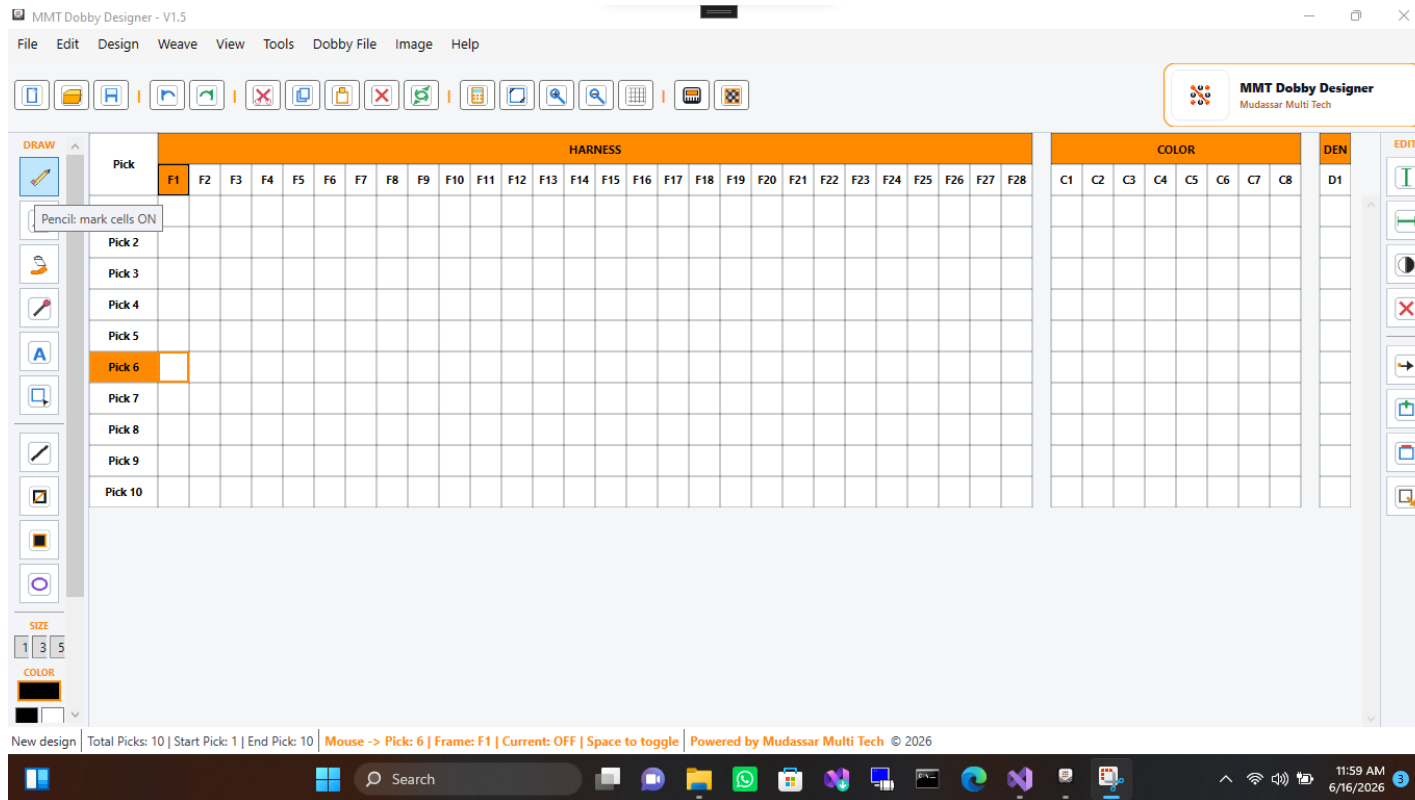 MMT Dobby Designer - V1.5
File Edit Design Weave View Tools Dobby File Image Help
MMT Dobby Designer
Mudassar Multi Tech
DRAW
Pick
HARNESS
COLOR
DEN
EDIT
F1 F2 F3 F4 F5 F6 F7 F8 F9 F10 F11 F12 F13 F14 F15 F16 F17 F18 F19 F20 F21 F22 F23 F24 F25 F26 F27 F28 C1 C2 C3 C4 C5 C6 C7 C8 D1
Pencil: mark cells ON
Pick 2
Pick 3
Pick 4
Pick 5
A
Pick 6
Pick 7
Pick 8
Pick 9
Pick 10
SIZE
1 3 5
COLOR
New design Total Picks: 10 | Start Pick: 1 | End Pick: 10 Mouse -> Pick: 6 | Frame: F1 | Current: OFF | Space to toggle Powered by Mudassar Multi Tech © 2026
Search
11:59 AM
6/16/2026
3